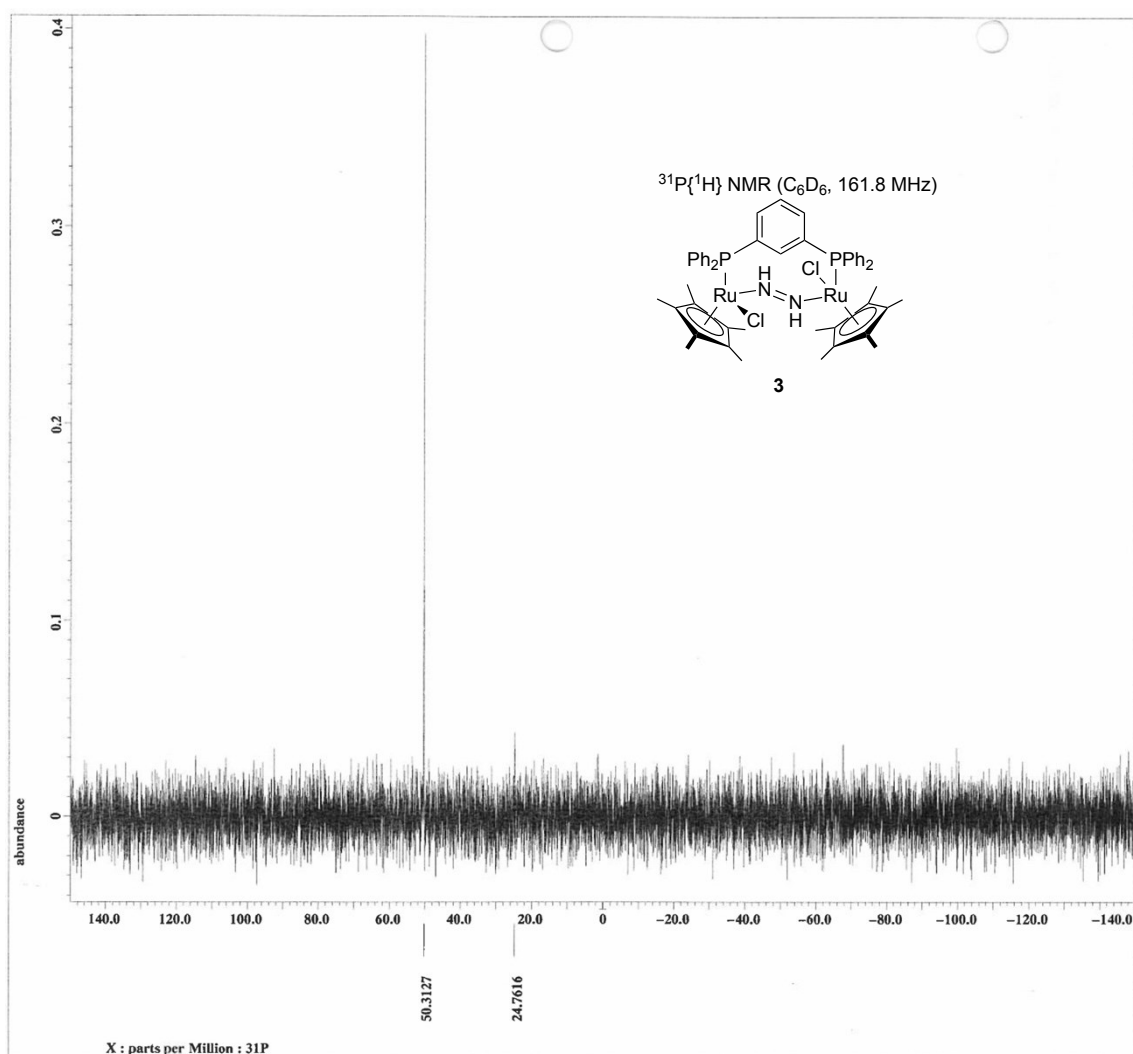 0.4
0.3
0.2
0.1
0
abundance
³¹P{¹H} NMR (C₆D₆, 161.8 MHz)
Ph₂P
PPh₂
H
Cl
Ru
N
N
Ru
H
Cl
3
140.0 120.0 100.0 80.0 60.0 40.0 20.0 0 −20.0 −40.0 −60.0 −80.0 −100.0 −120.0 −140.0
50.3127
24.7616
X : parts per Million : 31P